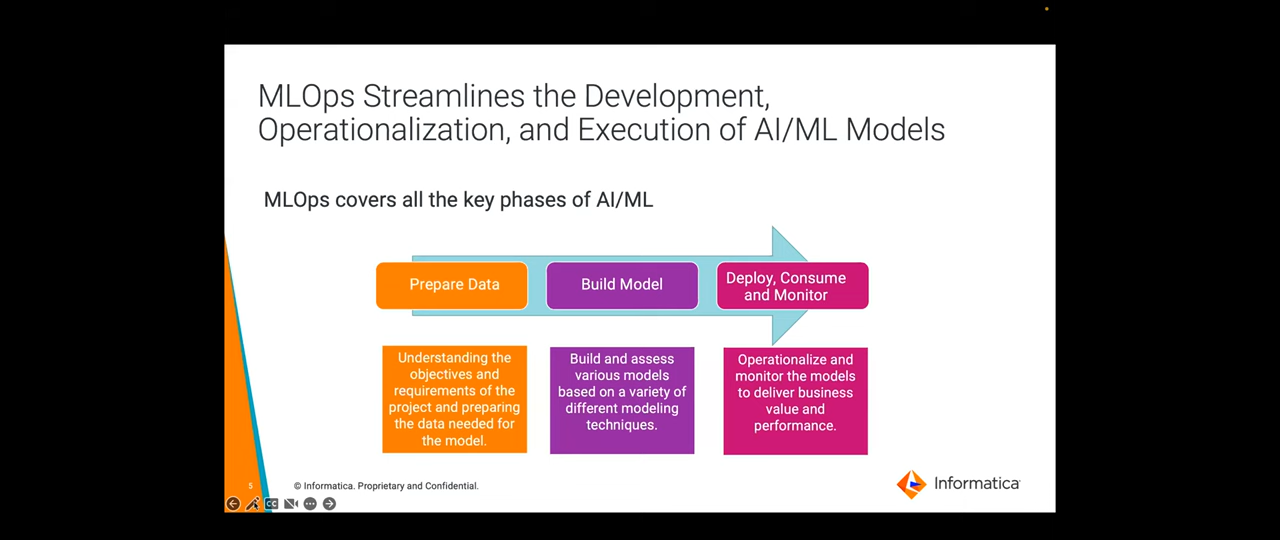 MLOps Streamlines the Development,
Operationalization, and Execution of AI/ML Models
MLOps covers all the key phases of AI/ML
Prepare Data
Build Model
Deploy, Consume
and Monitor
Understanding the
objectives and
requirements of the
project and preparing
the data needed for
the model.
Build and assess
various models
based on a variety of
different modeling
techniques.
Operationalize and
monitor the models
to deliver business
value and
performance.
5
© Informatica. Proprietary and Confidential.
CC
Informatica